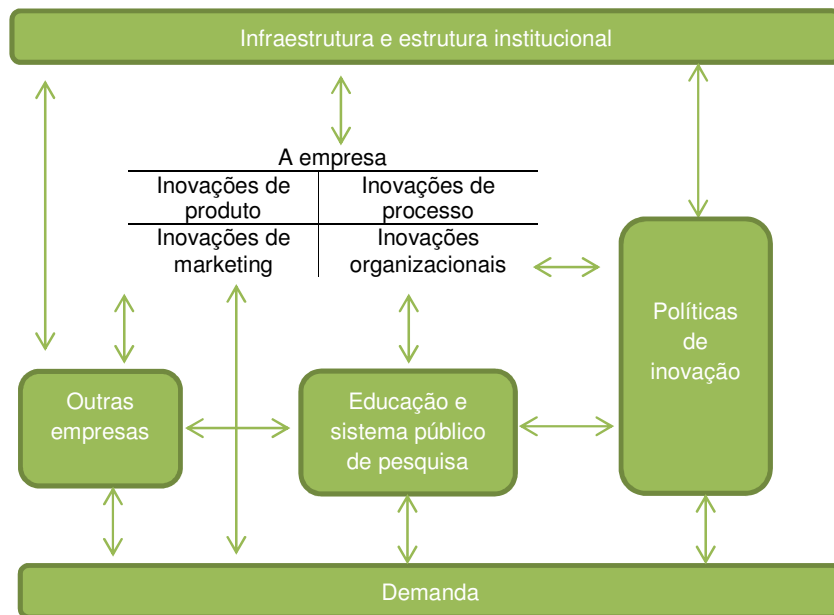 Infraestrutura e estrutura institucional
A empresa
Inovações de
produto
Inovações de
processo
Inovações de
marketing
Inovações
organizacionais
Políticas
de
inovação
Outras
empresas
Educação e
sistema público
de pesquisa
Demanda